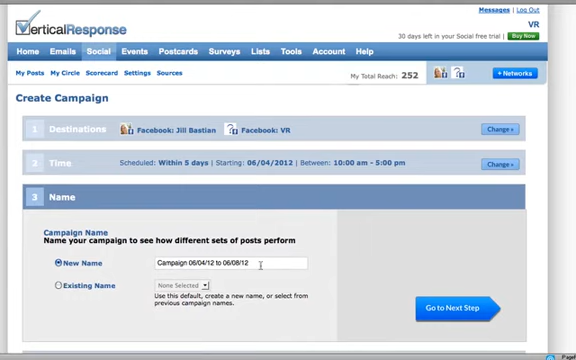 Messages | Log Out
VerticalResponse
VR
30 days left in your Social free trial Buy Now
Home Emails Social Events Postcards Surveys Lists Tools Account Help
My Posts My Circle Scorecard Settings Sources My Total Reach: 252 + Networks
Create Campaign
1 Destinations Facebook: Jill Bastian Facebook: VR Change >
2 Time Scheduled: Within 5 days | Starting: 06/04/2012 | Between: 10:00 am - 5:00 pm Change >
3 Name
Campaign Name
Name your campaign to see how different sets of posts perform
New Name Campaign 06/04/12 to 06/08/12
Existing Name None Selected
Use this default, create a new name, or select from
previous campaign names.
Go to Next Step